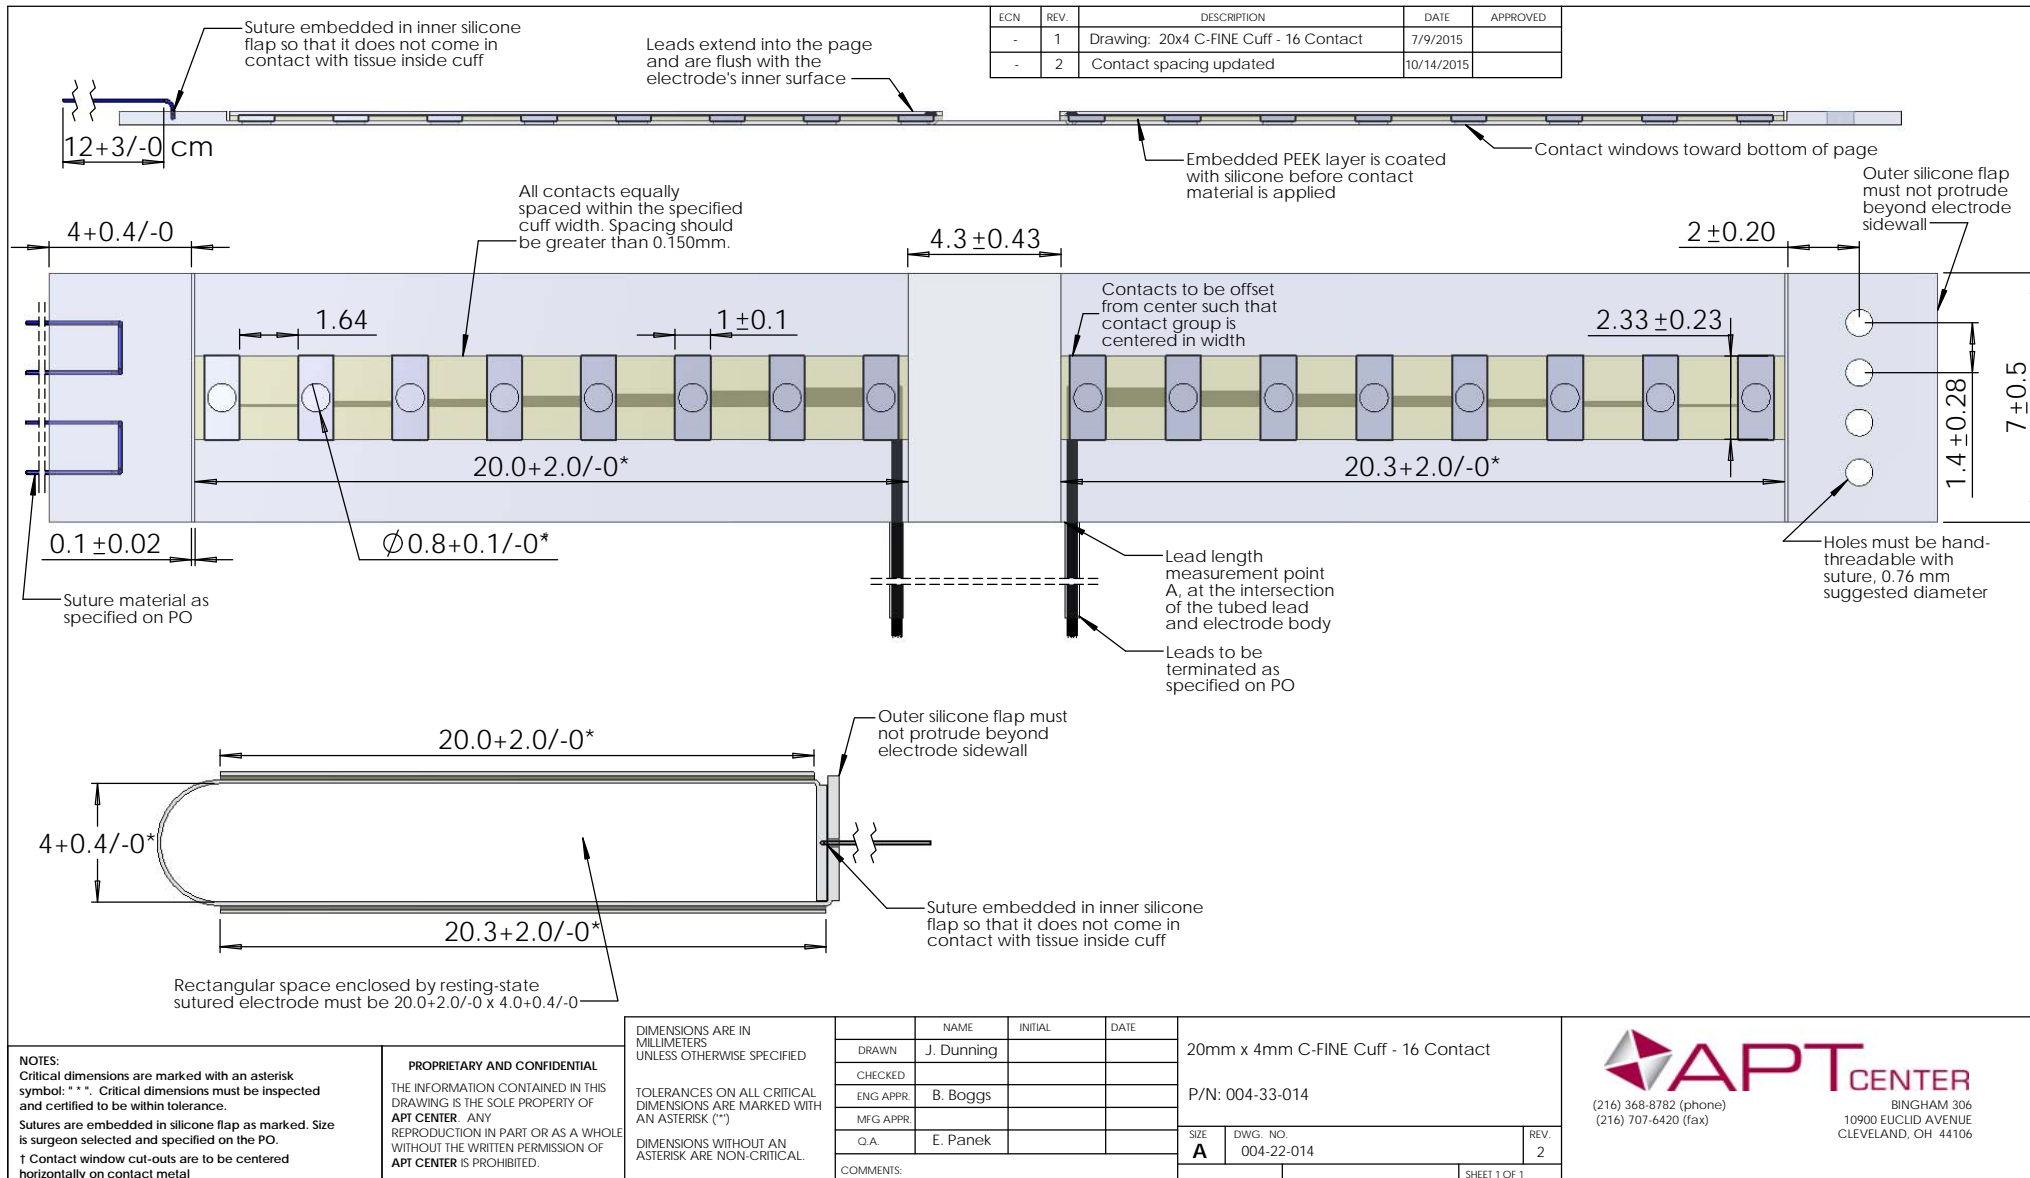 Suture embedded in inner silicone
flap so that it does not come in
contact with tissue inside cuff
Leads extend into the page
and are flush with the
electrode's inner surface
ECN REV. DESCRIPTION DATE APPROVED
- 1 Drawing: 20x4 C-FINE Cuff - 16 Contact 7/9/2015
- 2 Contact spacing updated 10/14/2015
12+3/-0 cm
Embedded PEEK layer is coated
with silicone before contact
material is applied
Contact windows toward bottom of page
Outer silicone flap
must not protrude
beyond electrode
sidewall
All contacts equally
spaced within the specified
cuff width. Spacing should
be greater than 0.150mm.
4+0.4/-0
4.3±0.43
2±0.20
Contacts to be offset
from center such that
contact group is
centered in width
1.64
1±0.1
2.33±0.23
1.4±0.28
7±0.5
20.0+2.0/-0*
20.3+2.0/-0*
0.1±0.02
∅0.8+0.1/-0*
Suture material as
specified on PO
Lead length
measurement point
A, at the intersection
of the tubed lead
and electrode body
Leads to be
terminated as
specified on PO
Holes must be hand-
threadable with
suture, 0.76 mm
suggested diameter
20.0+2.0/-0*
Outer silicone flap must
not protrude beyond
electrode sidewall
4+0.4/-0*
20.3+2.0/-0*
Suture embedded in inner silicone
flap so that it does not come in
contact with tissue inside cuff
Rectangular space enclosed by resting-state
sutured electrode must be 20.0+2.0/-0 x 4.0+0.4/-0
NOTES:
Critical dimensions are marked with an asterisk
symbol: " * ". Critical dimensions must be inspected
and certified to be within tolerance.
Sutures are embedded in silicone flap as marked. Size
is surgeon selected and specified on the PO.
† Contact window cut-outs are to be centered
horizontally on contact metal
PROPRIETARY AND CONFIDENTIAL
THE INFORMATION CONTAINED IN THIS
DRAWING IS THE SOLE PROPERTY OF
APT CENTER. ANY
REPRODUCTION IN PART OR AS A WHOLE
WITHOUT THE WRITTEN PERMISSION OF
APT CENTER IS PROHIBITED.
DIMENSIONS ARE IN
MILLIMETERS
UNLESS OTHERWISE SPECIFIED
TOLERANCES ON ALL CRITICAL
DIMENSIONS ARE MARKED WITH
AN ASTERISK ("*")
DIMENSIONS WITHOUT AN
ASTERISK ARE NON-CRITICAL.
NAME INITIAL DATE
DRAWN J. Dunning
CHECKED
ENG APPR. B. Boggs
MFG APPR.
Q.A. E. Panek
COMMENTS:
20mm x 4mm C-FINE Cuff - 16 Contact
P/N: 004-33-014
SIZE DWG. NO. REV.
A 004-22-014 2
SHEET 1 OF 1
APT CENTER
(216) 368-8782 (phone)
(216) 707-6420 (fax)
BINGHAM 306
10900 EUCLID AVENUE
CLEVELAND, OH 44106